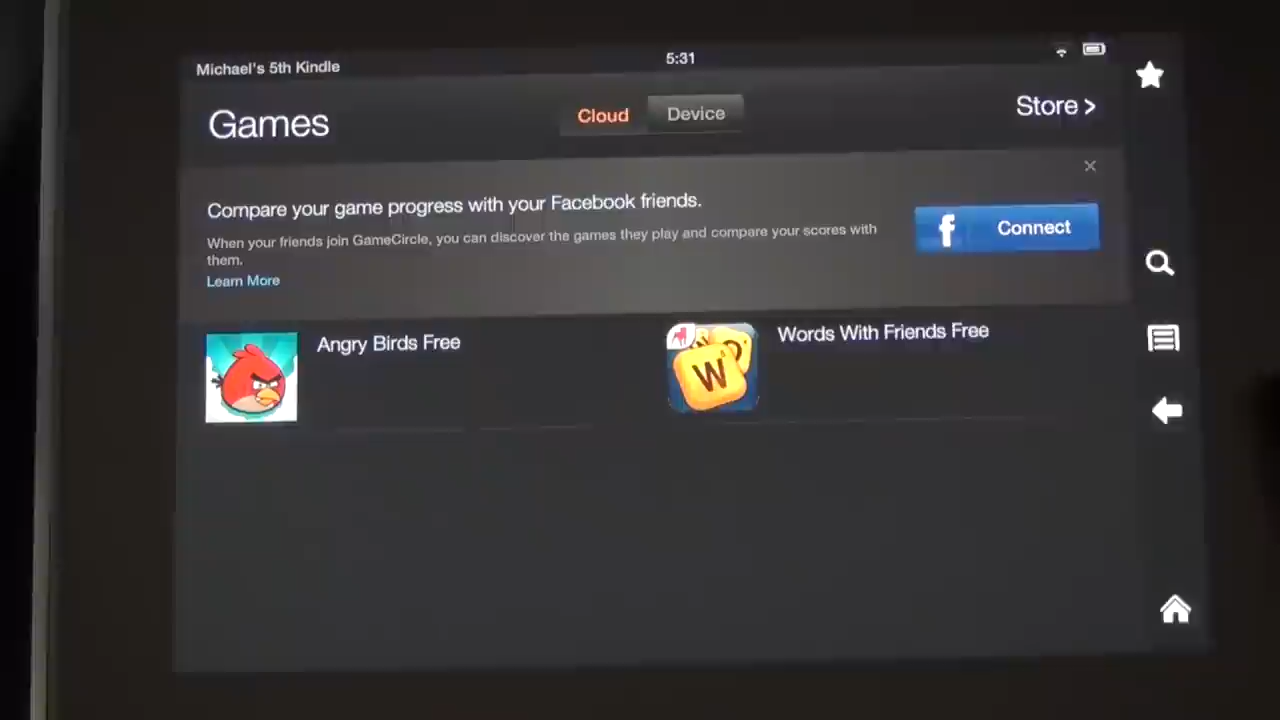 Michael's 5th Kindle
5:31
Games
Cloud
Device
Store >
Compare your game progress with your Facebook friends.
When your friends join GameCircle, you can discover the games they play and compare your scores with
them.
Learn More
f
Connect
Angry Birds Free
W
Words With Friends Free